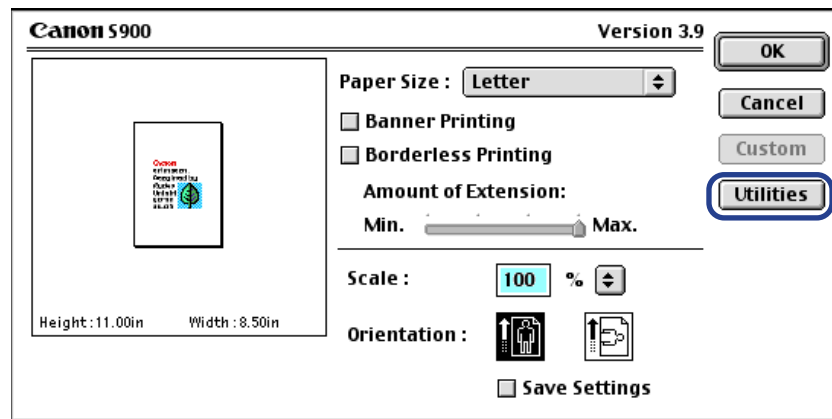 Canon S900
Version 3.9
OK
Paper Size : Letter
Cancel
Banner Printing
Custom
Borderless Printing
Utilities
Amount of Extension:
Min. Max.
Scale : 100 %
Height:11.00in Width:8.50in
Orientation :
Save Settings